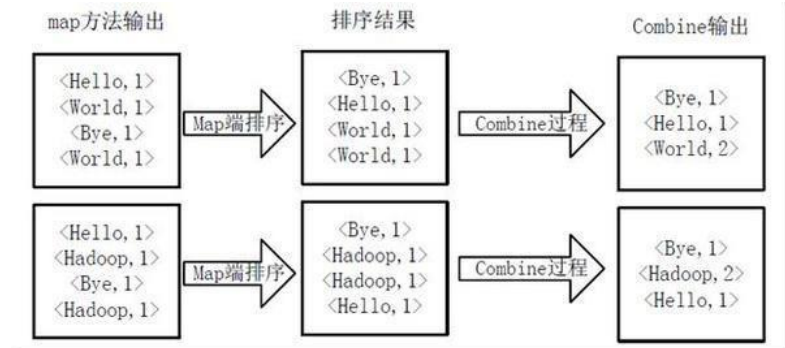 map方法输出
排序结果
Combine输出
<Hello,1>
<World,1>
<Bye,1>
<World,1>
Map端排序
<Bye,1>
<Hello,1>
<World,1>
<World,1>
Combine过程
<Bye,1>
<Hello,1>
<World,2>
<Hello,1>
<Hadoop,1>
<Bye,1>
<Hadoop,1>
Map端排序
<Bye,1>
<Hadoop,1>
<Hadoop,1>
<Hello,1>
Combine过程
<Bye,1>
<Hadoop,2>
<Hello,1>